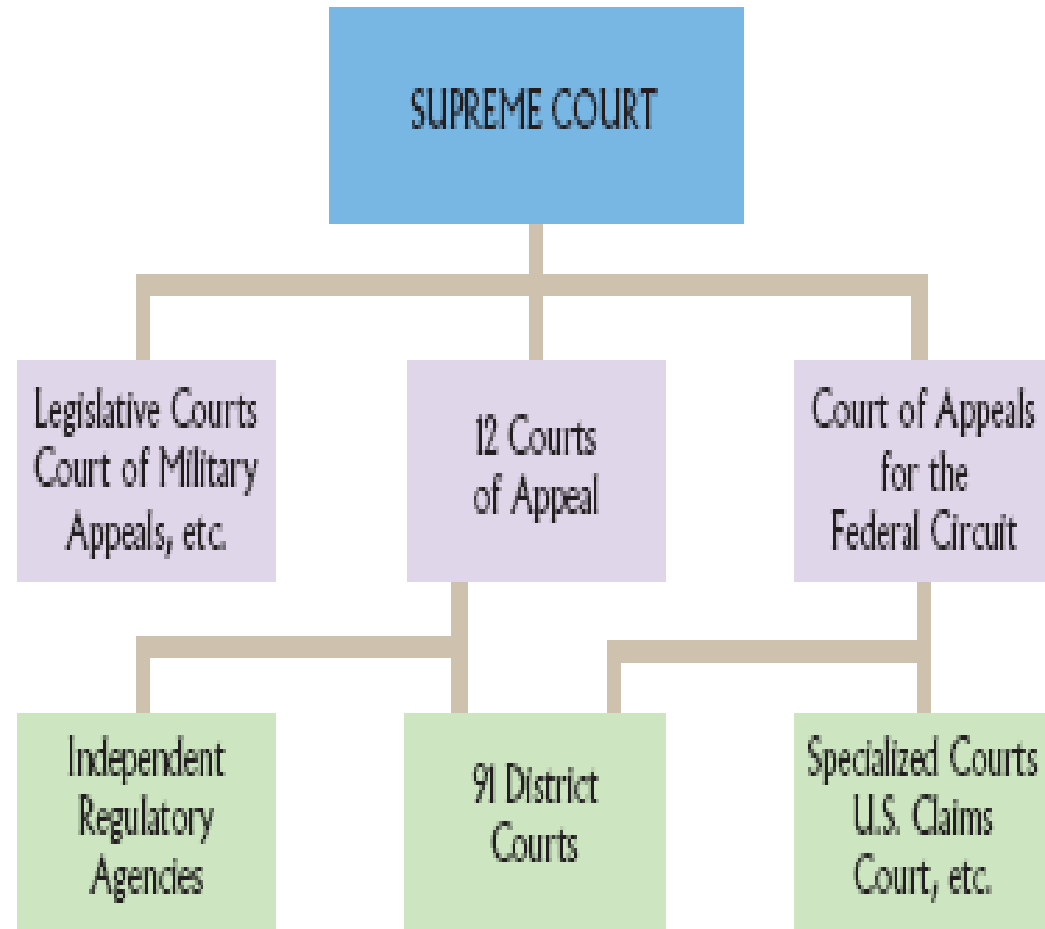 SUPREME COURT
Legislative Courts
Court of Military
Appeals, etc.
12 Courts
of Appeal
Court of Appeals
for the
Federal Circuit
Independent
Regulatory
Agencies
91 District
Courts
Specialized Courts
U.S. Claims
Court, etc.